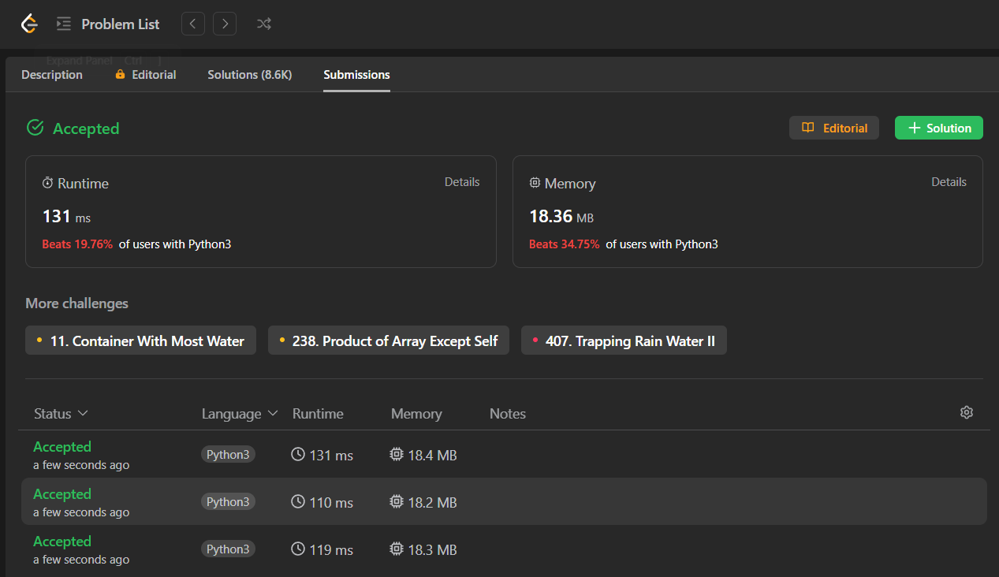 Problem List
Expand Panel Ctrl ]
Description Editorial Solutions (8.6K) Submissions
Accepted Editorial Solution
Runtime Details Memory Details
131 ms 18.36 MB
Beats 19.76% of users with Python3 Beats 34.75% of users with Python3
More challenges
11. Container With Most Water 238. Product of Array Except Self 407. Trapping Rain Water II
Status Language Runtime Memory Notes
Accepted
a few seconds ago Python3 131 ms 18.4 MB
Accepted
a few seconds ago Python3 110 ms 18.2 MB
Accepted
a few seconds ago Python3 119 ms 18.3 MB